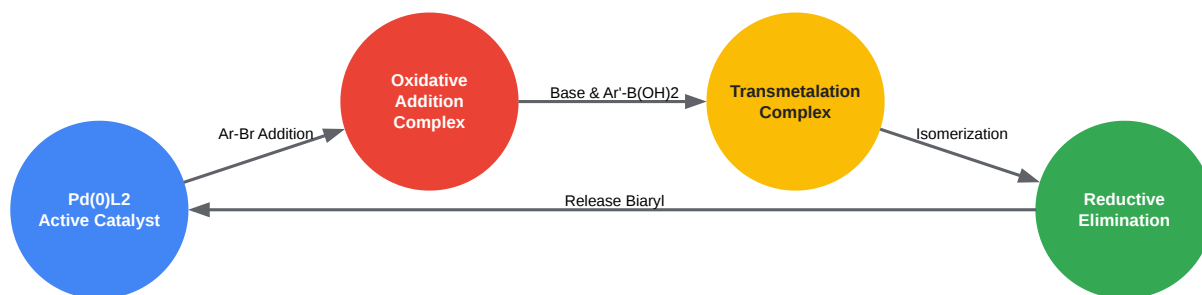 Pd(0)L2
Active Catalyst
Ar-Br Addition
Oxidative
Addition
Complex
Base & Ar'-B(OH)2
Transmetalation
Complex
Isomerization
Reductive
Elimination
Release Biaryl